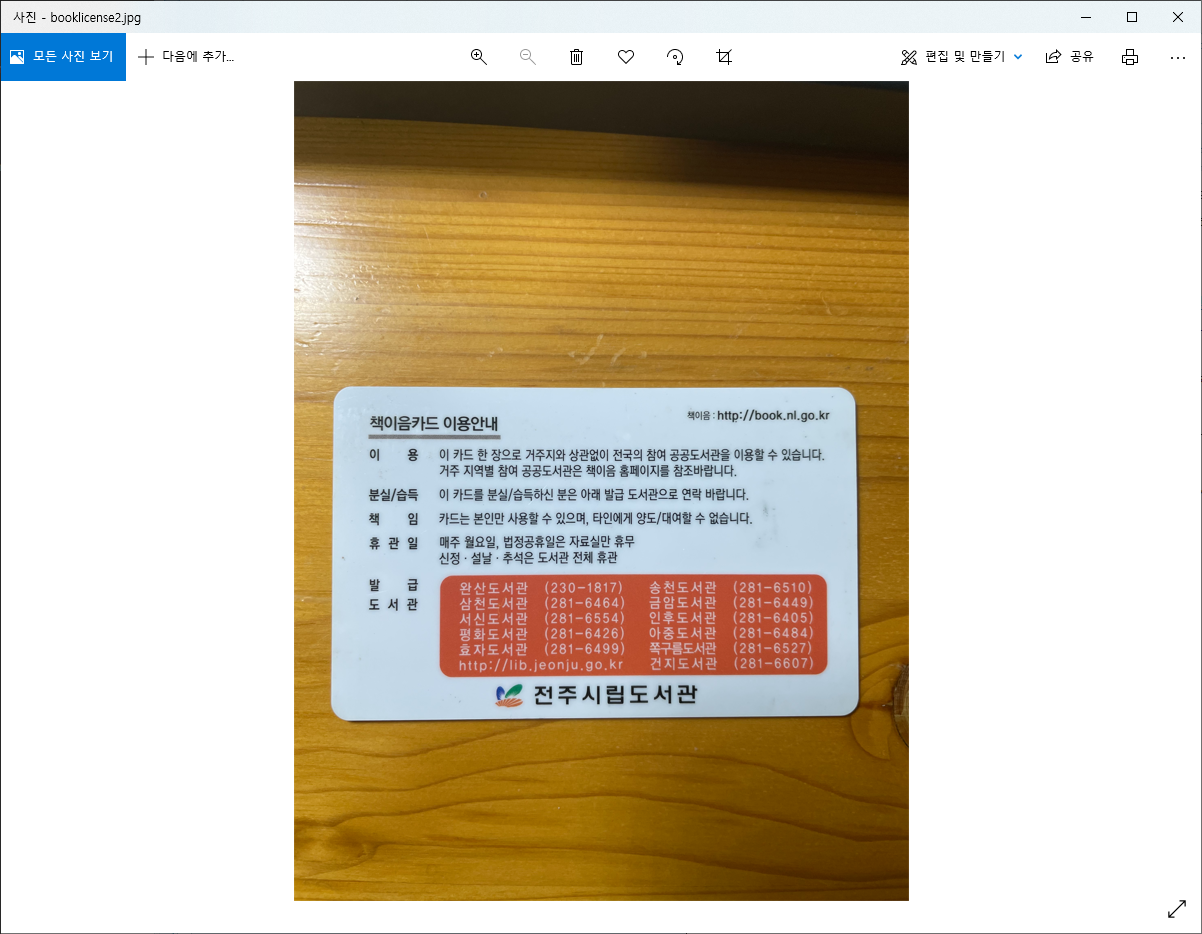 사진 - booklicense2.jpg
모든 사진 보기
다음에 추가...
편집 및 만들기
공유
책이음카드 이용안내
책이음 : http://book.nl.go.kr
이 용 이 카드 한 장으로 거주지와 상관없이 전국의 참여 공공도서관을 이용할 수 있습니다.
거주 지역별 참여 공공도서관은 책이음 홈페이지를 참조바랍니다.
분실/습득 이 카드를 분실/습득하신 분은 아래 발급 도서관으로 연락 바랍니다.
책 임 카드는 본인만 사용할 수 있으며, 타인에게 양도/대여할 수 없습니다.
휴 관 일 매주 월요일, 법정공휴일은 자료실만 휴무
신정 · 설날 · 추석은 도서관 전체 휴관
발 급
도 서 관
완산도서관 (230-1817) 송천도서관 (281-6510)
삼천도서관 (281-6464) 금암도서관 (281-6449)
서신도서관 (281-6554) 인후도서관 (281-6405)
평화도서관 (281-6426) 아중도서관 (281-6484)
효자도서관 (281-6499) 쪽구름도서관 (281-6527)
http://lib.jeonju.go.kr 건지도서관 (281-6607)
전주시립도서관